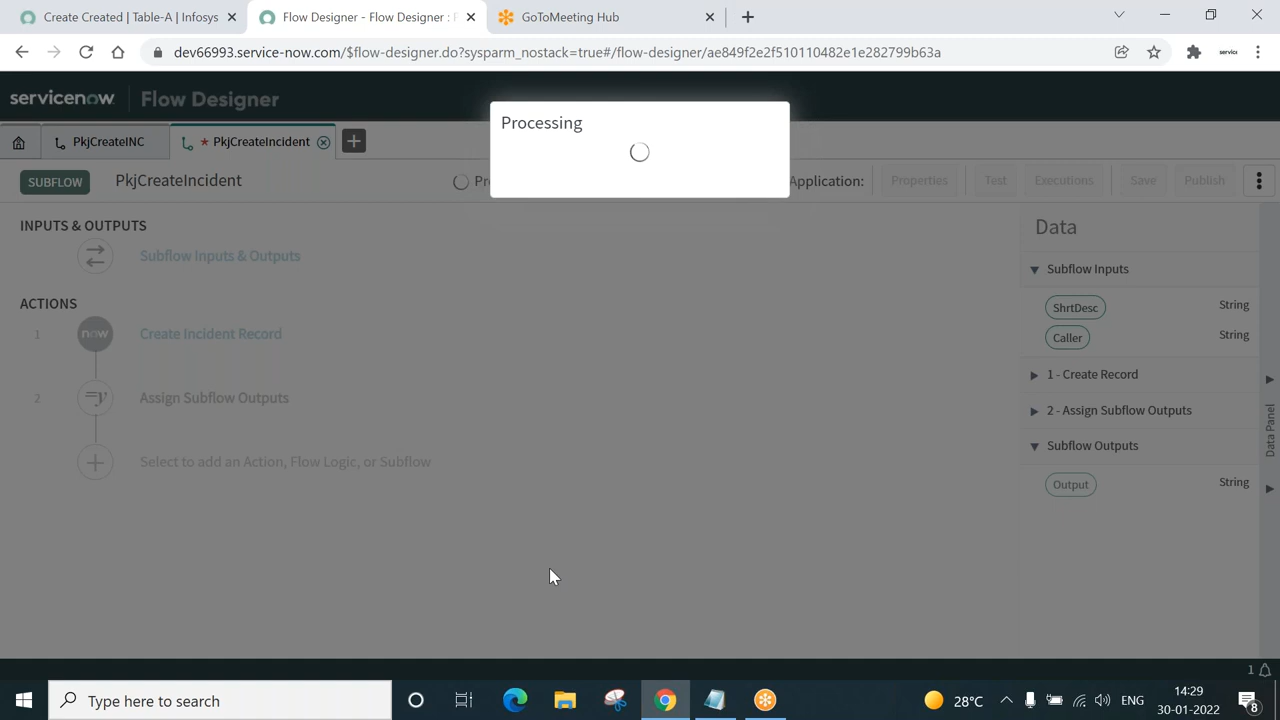 Create Created | Table-A | Infosys
Flow Designer - Flow Designer : F
GoToMeeting Hub
dev66993.service-now.com/$flow-designer.do?sysparm_nostack=true#/flow-designer/ae849f2e2f510110482e1e282799b63a
servicenow
Flow Designer
Processing
PkjCreateINC
* PkjCreateIncident
SUBFLOW
PkjCreateIncident
Application:
Properties
Test
Executions
Save
Publish
INPUTS & OUTPUTS
Subflow Inputs & Outputs
ACTIONS
1
now
Create Incident Record
2
Assign Subflow Outputs
Select to add an Action, Flow Logic, or Subflow
Data
Subflow Inputs
ShrtDesc
String
Caller
String
1 - Create Record
2 - Assign Subflow Outputs
Subflow Outputs
Output
String
Data Panel
1
Type here to search
28°C
ENG
14:29
30-01-2022
8